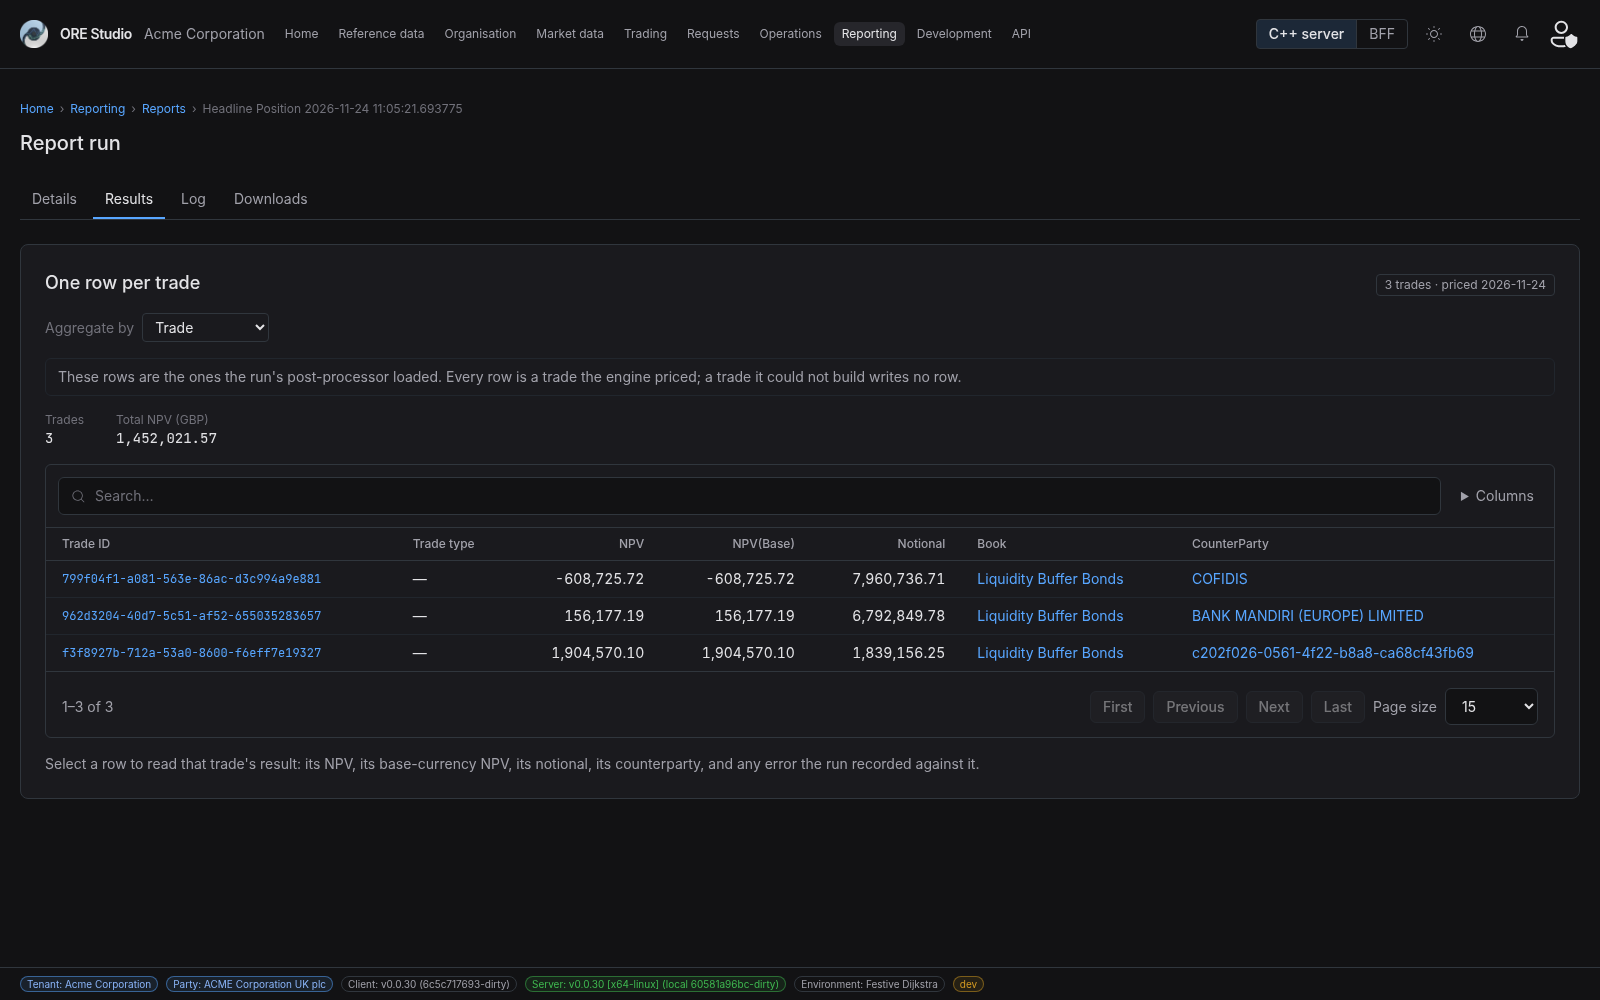 ORE Studio Acme Corporation Home Reference data Organisation Market data Trading Requests Operations Reporting Development API C++ server BFF
Home › Reporting › Reports › Headline Position 2026-11-24 11:05:21.693775
Report run
Details Results Log Downloads
One row per trade
3 trades · priced 2026-11-24
Aggregate by Trade
These rows are the ones the run's post-processor loaded. Every row is a trade the engine priced; a trade it could not build writes no row.
Trades Total NPV (GBP)
3 1,452,021.57
Search... Columns
Trade ID Trade type NPV NPV(Base) Notional Book CounterParty
799f04f1-a081-563e-86ac-d3c994a9e881 — -608,725.72 -608,725.72 7,960,736.71 Liquidity Buffer Bonds COFIDIS
962d3204-40d7-5c51-af52-655035283657 — 156,177.19 156,177.19 6,792,849.78 Liquidity Buffer Bonds BANK MANDIRI (EUROPE) LIMITED
f3f8927b-712a-53a0-8600-f6eff7e19327 — 1,904,570.10 1,904,570.10 1,839,156.25 Liquidity Buffer Bonds c202f026-0561-4f22-b8a8-ca68cf43fb69
1–3 of 3 First Previous Next Last Page size 15
Select a row to read that trade's result: its NPV, its base-currency NPV, its notional, its counterparty, and any error the run recorded against it.
Tenant: Acme Corporation Party: ACME Corporation UK plc Client: v0.0.30 (6c5c717693-dirty) Server: v0.0.30 [x64-linux] (local 60581a96bc-dirty) Environment: Festive Dijkstra dev